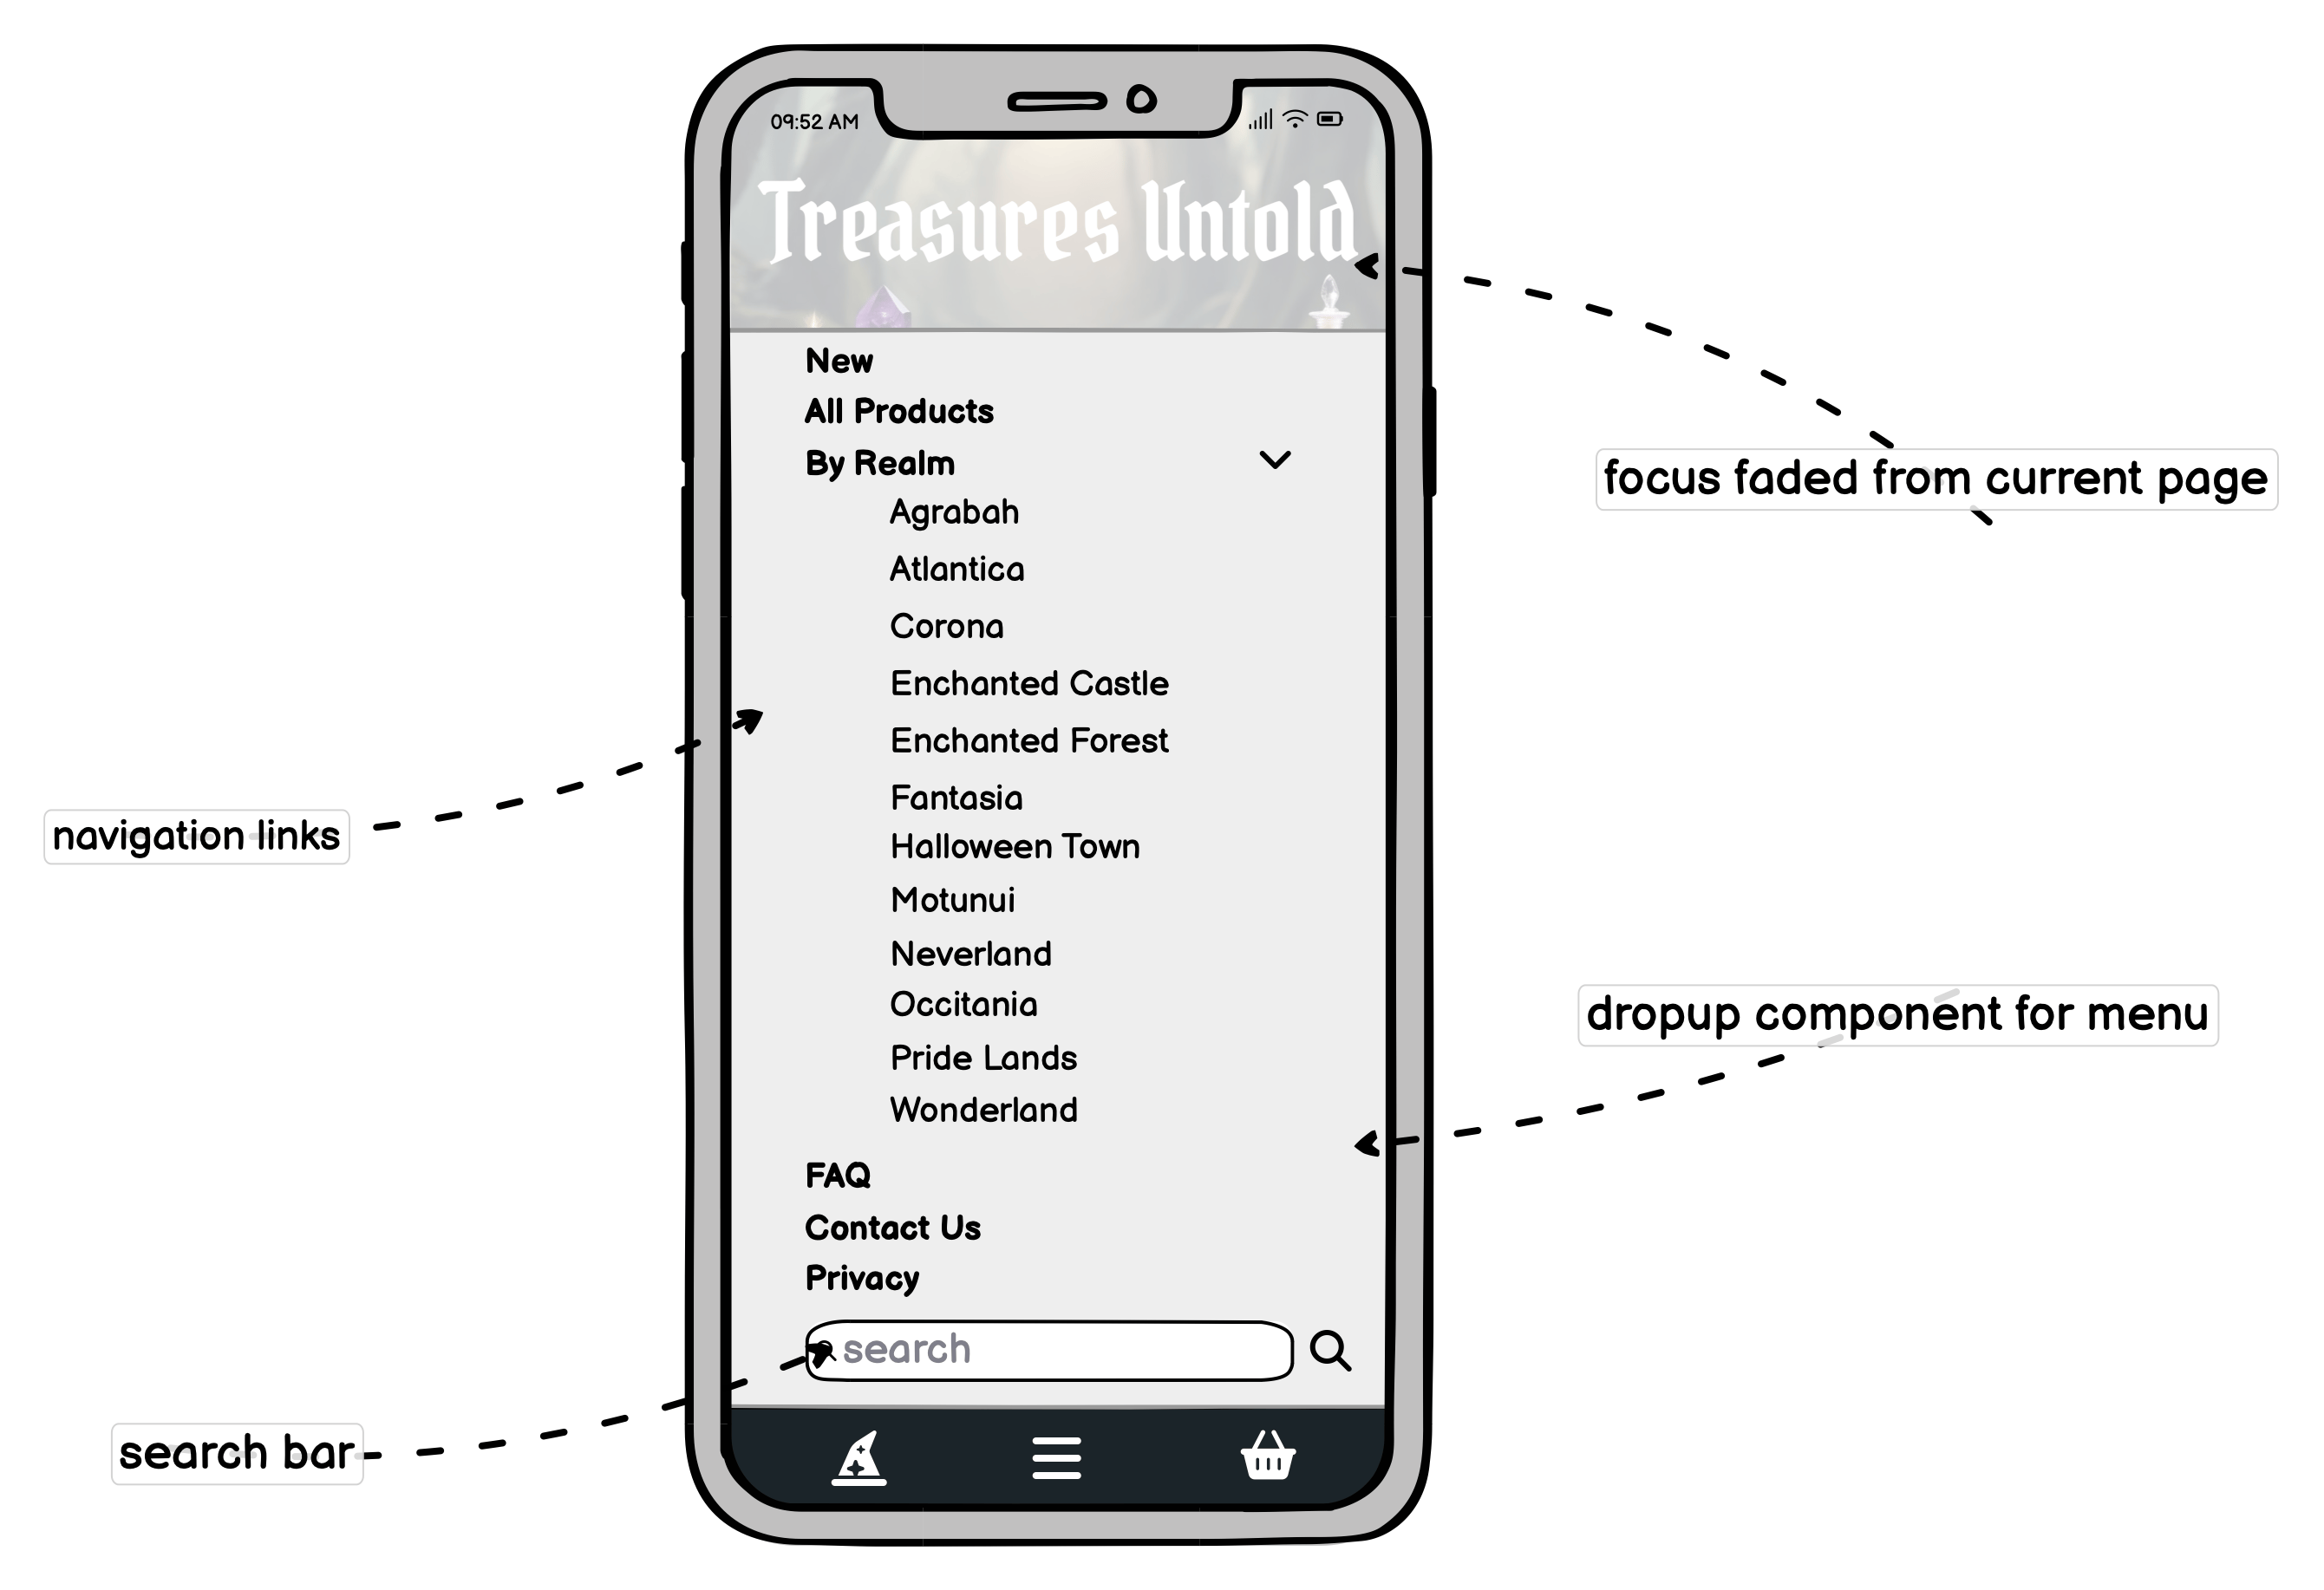 09:52 AM
Treasures Untold
New
All Products
By Realm
focus faded from current page
Agrabah
Atlantica
Corona
Enchanted Castle
Enchanted Forest
Fantasia
navigation links
Halloween Town
Motunui
Neverland
Occitania
dropup component for menu
Pride Lands
Wonderland
FAQ
Contact Us
Privacy
search
search bar